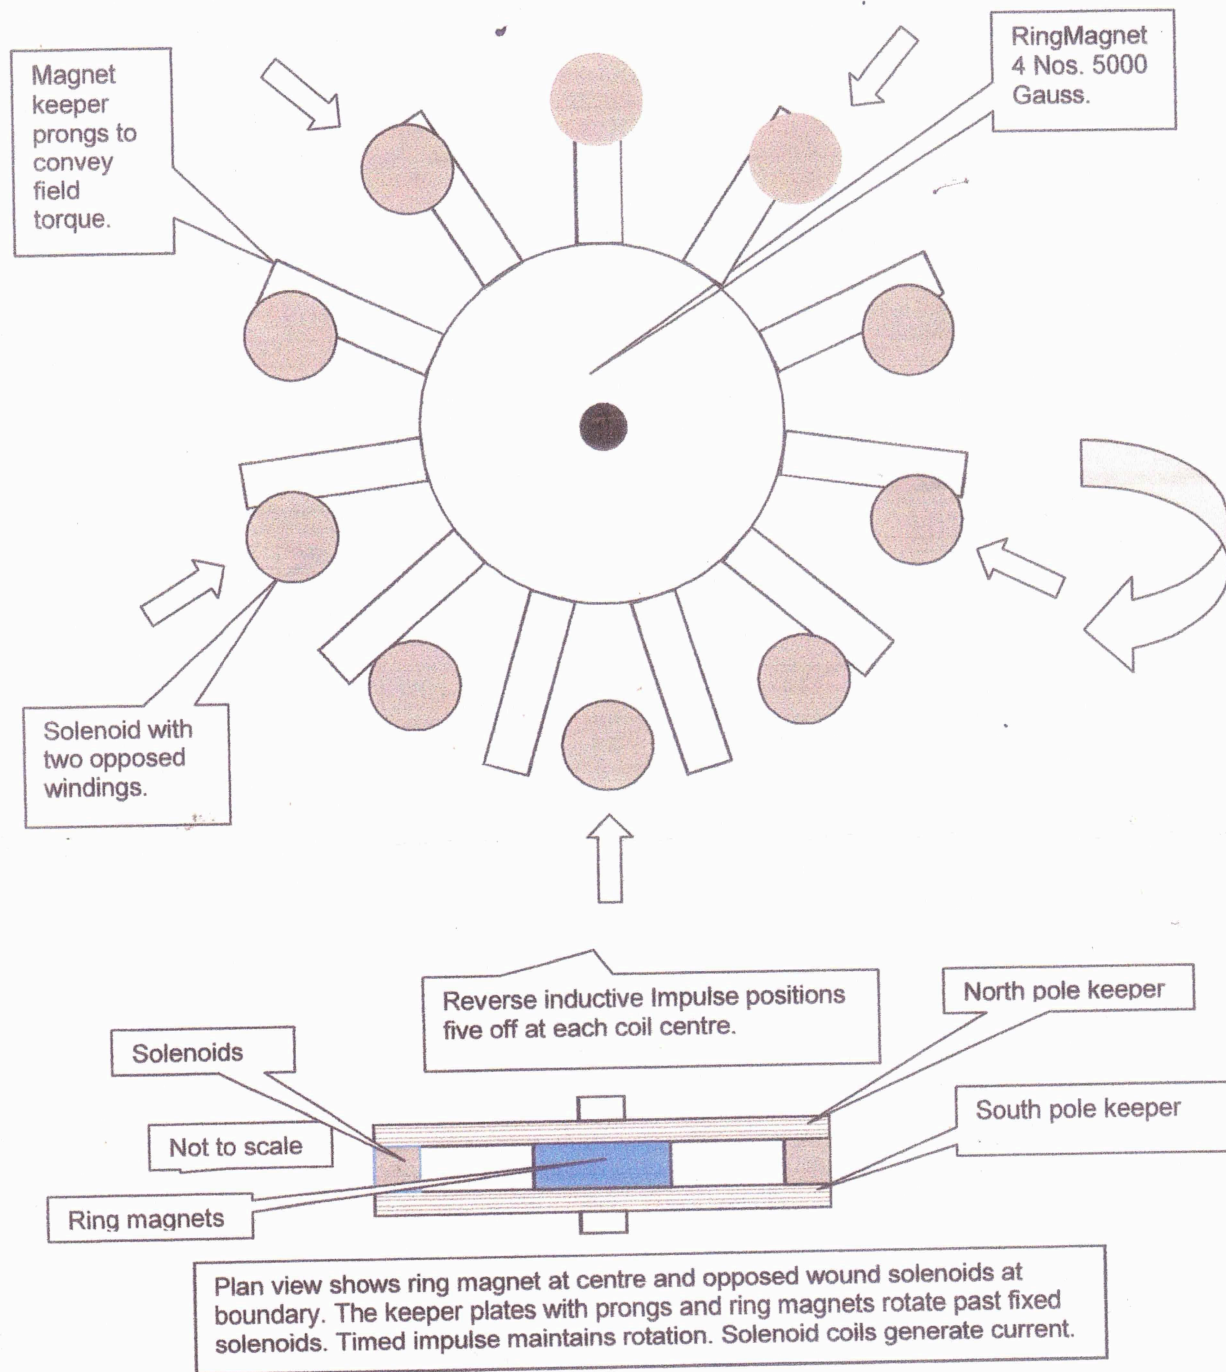 RingMagnet
4 Nos. 5000
Gauss.
Magnet
keeper
prongs to
convey
field
torque.
Solenoid with
two opposed
windings.
Reverse inductive Impulse positions
five off at each coil centre.
North pole keeper
Solenoids
South pole keeper
Not to scale
Ring magnets
Plan view shows ring magnet at centre and opposed wound solenoids at
boundary. The keeper plates with prongs and ring magnets rotate past fixed
solenoids. Timed impulse maintains rotation. Solenoid coils generate current.